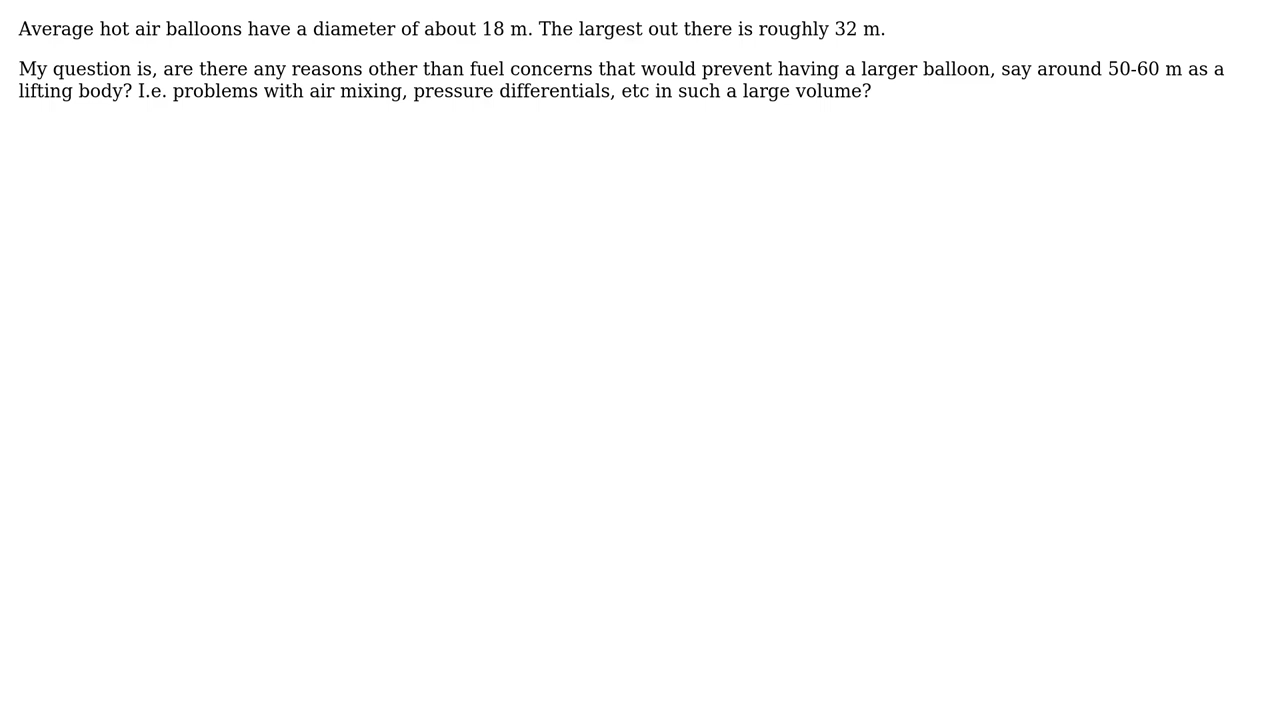 Average hot air balloons have a diameter of about 18 m. The largest out there is roughly 32 m.
My question is, are there any reasons other than fuel concerns that would prevent having a larger balloon, say around 50-60 m as a
lifting body? I.e. problems with air mixing, pressure differentials, etc in such a large volume?